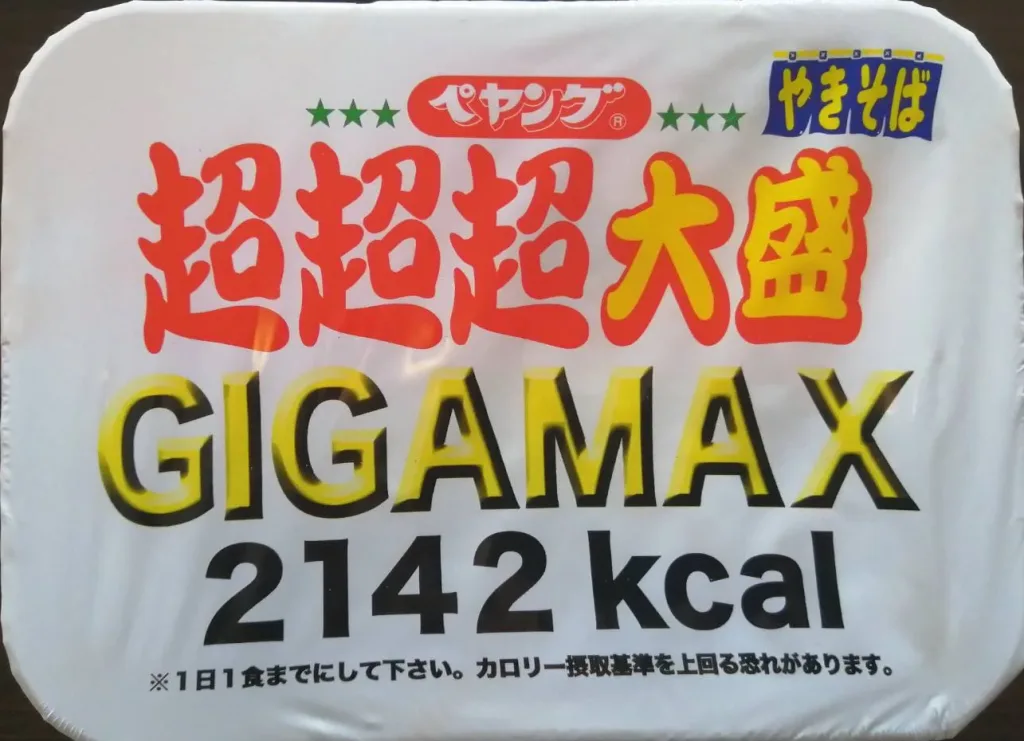 ★★★ペヤング®★★★
やきそば
超超超大盛
GIGAMAX
2142kcal
※1日1食までにして下さい。カロリー摂取基準を上回る恐れがあります。